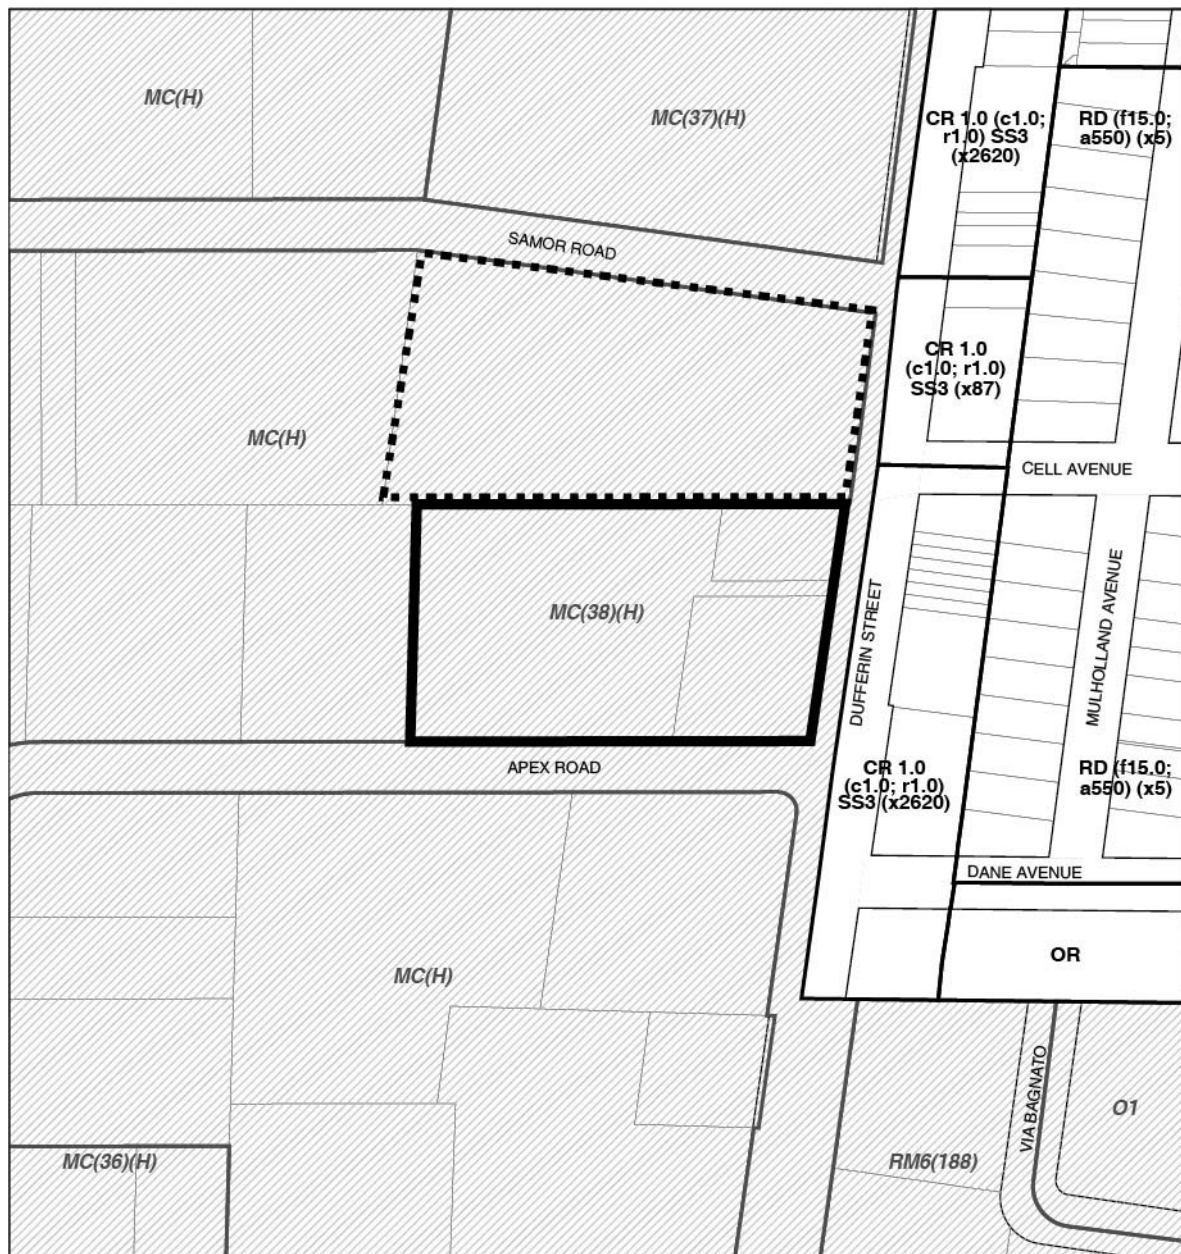 MC(H)
MC(37)(H)
CR 1.0 (c1.0;
r1.0) SS3
(x2620)
RD (f15.0;
a550) (x5)
SAMOR ROAD
CR 1.0
(c1.0; r1.0)
SS3 (x87)
MC(H)
CELL AVENUE
MC(38)(H)
DUFFERIN STREET
MULHOLLAND AVENUE
APEX ROAD
CR 1.0
(c1.0; r1.0)
SS3 (x2620)
RD (f15.0;
a550) (x5)
DANE AVENUE
OR
MC(H)
VIA BAGNATO
O1
MC(36)(H)
RM6(188)